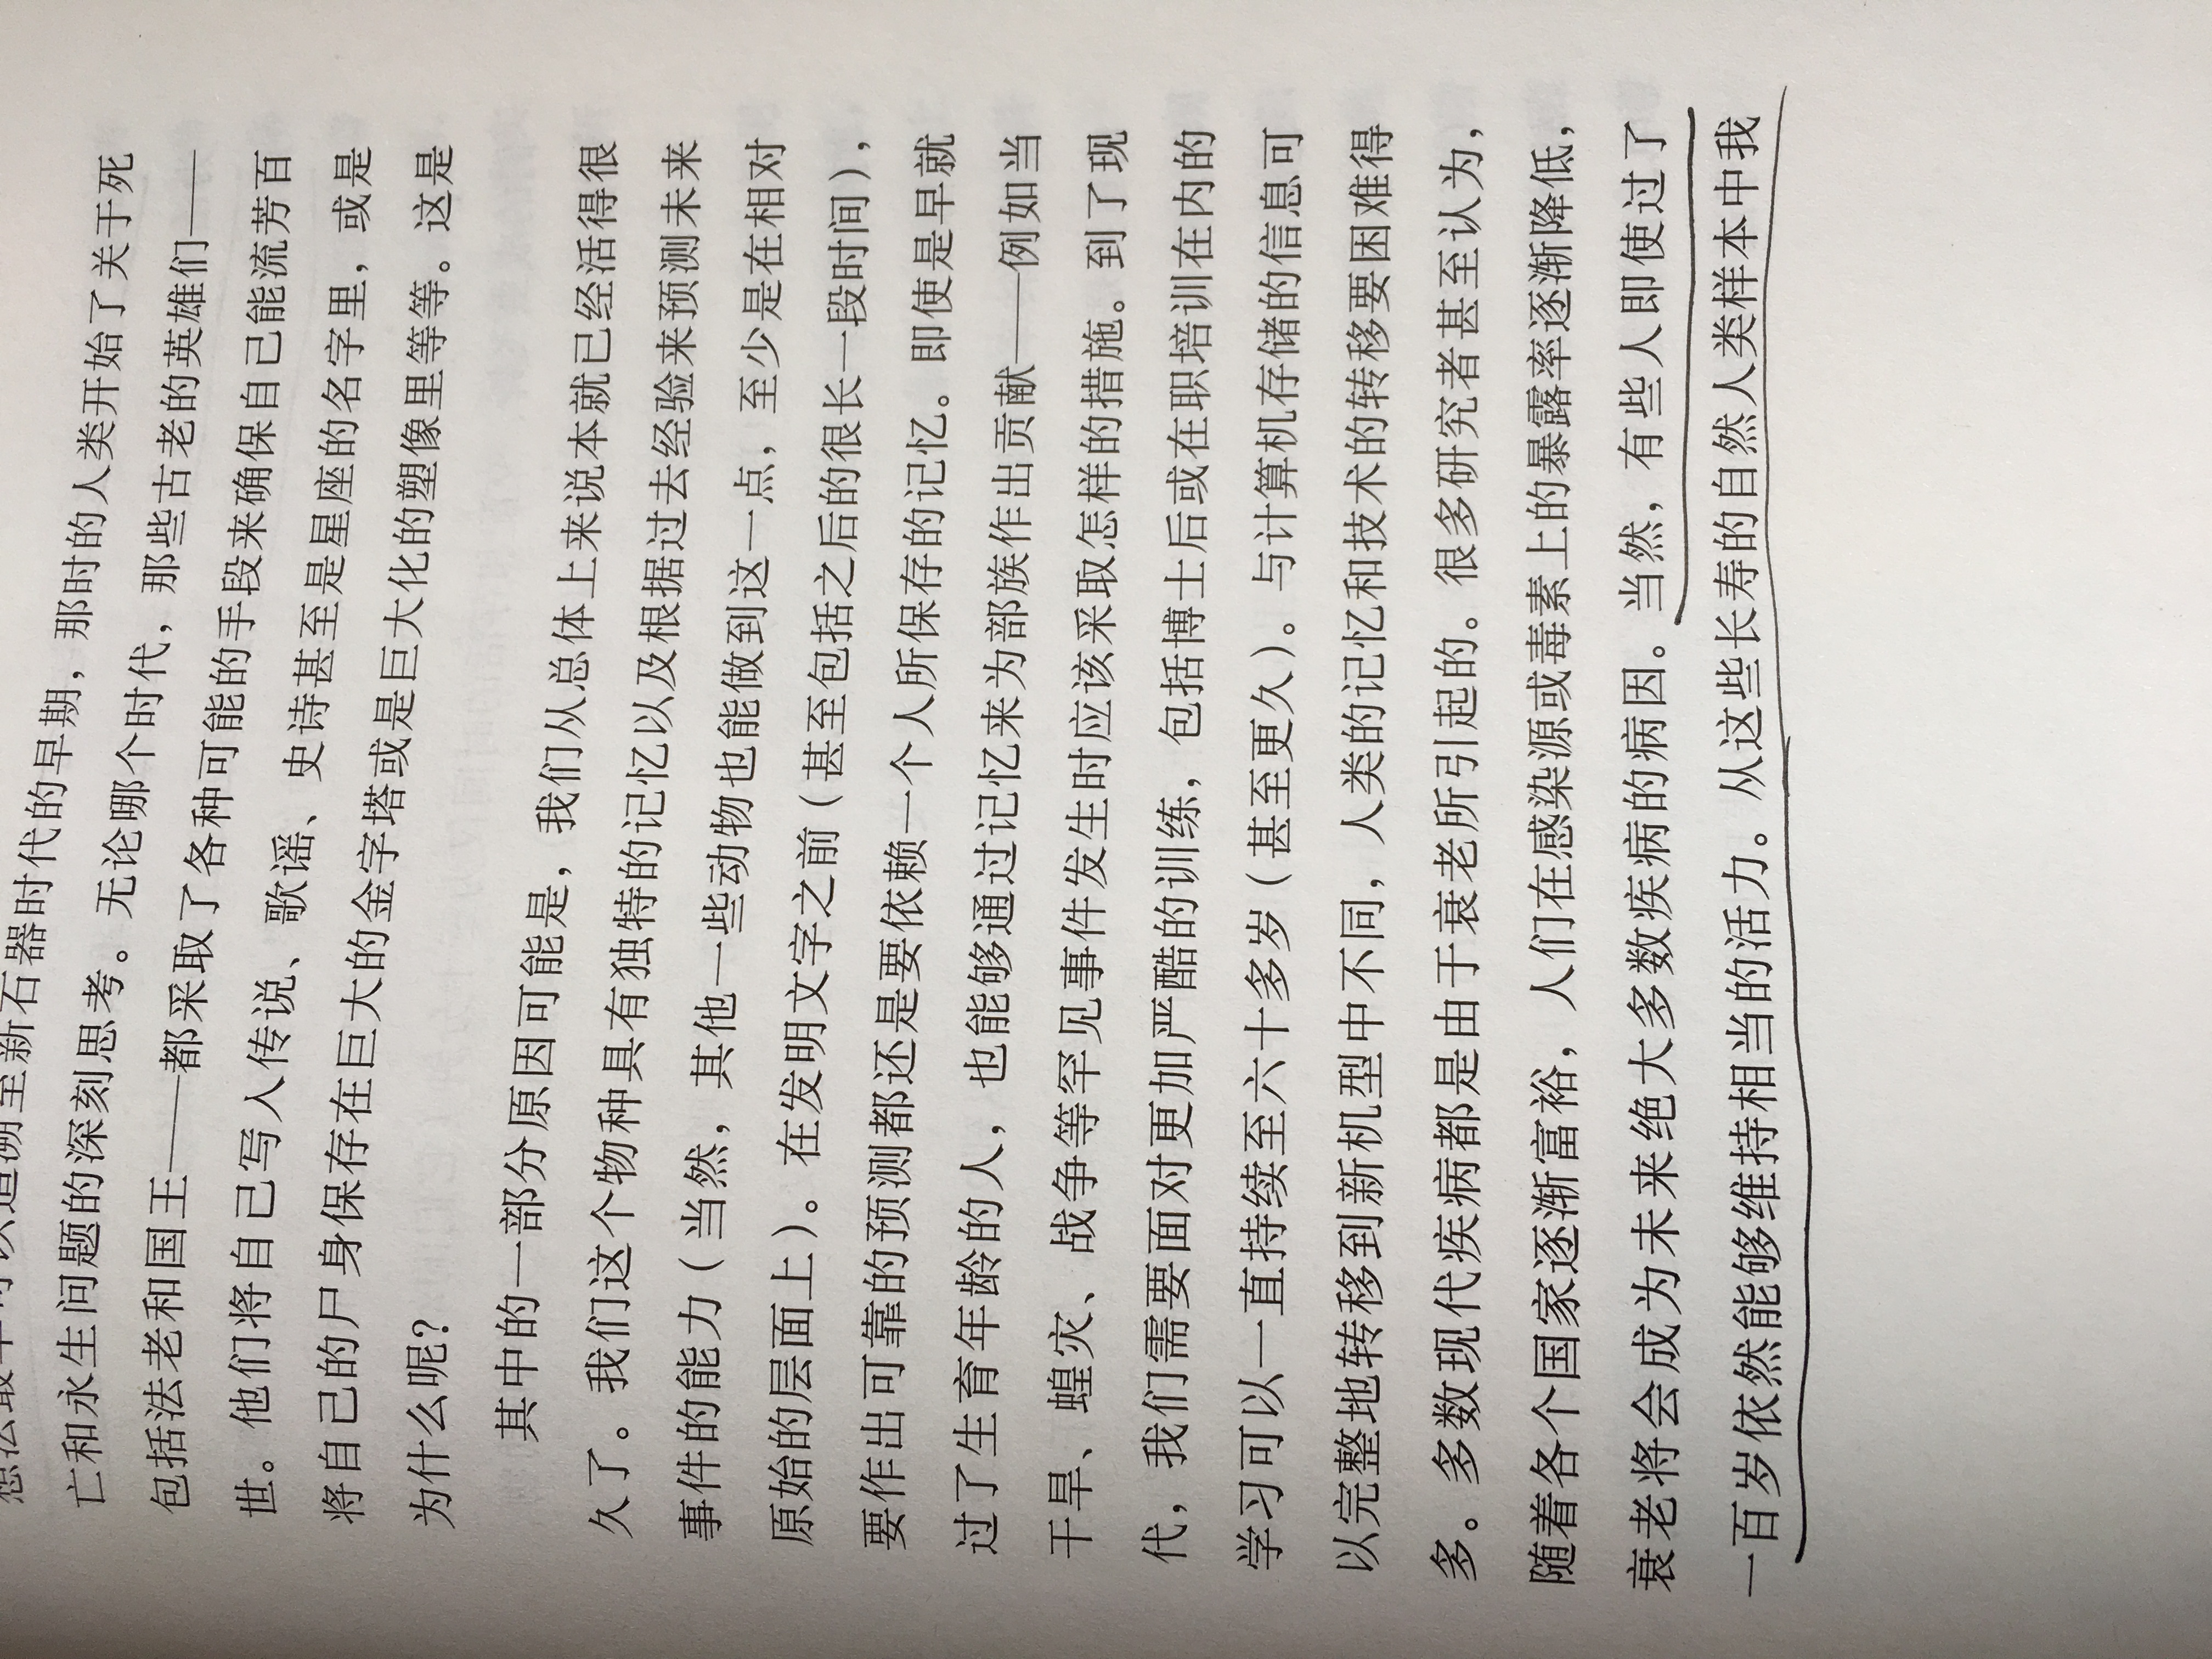 想法最早可以追溯至新石器时代的早期，那时的人类开始了关于死
亡和永生问题的深刻思考。无论哪个时代，那些古老的英雄们——
包括法老和国王——都采取了各种可能的手段来确保自己能流芳百
世。他们将自己写入传说、歌谣、史诗甚至是星座的名字里，或是
将自己的尸身保存在巨大的金字塔或是巨大化的塑像里等等。这是
为什么呢？
其中的一部分原因可能是，我们从总体上来说本就已经活得很
久了。我们这个物种具有独特的记忆以及根据过去经验来预测未来
事件的能力（当然，其他一些动物也能做到这一点，至少是在相对
原始的层面上）。在发明文字之前（甚至包括之后的很长一段时间），
要作出可靠的预测都还是要依赖一个人所保存的记忆。即使是早就
过了生育年龄的人，也能够通过记忆来为部族作出贡献——例如当
干旱、蝗灾、战争等罕见事件发生时应该采取怎样的措施。到了现
代，我们需要面对更加严酷的训练，包括博士后或在职培训在内的
学习可以一直持续至六十多岁（甚至更久）。与计算机存储的信息可
以完整地转移到新机型中不同，人类的记忆和技术的转移要困难得
多。多数现代疾病都是由于衰老所引起的。很多研究者甚至认为，
随着各个国家逐渐富裕，人们在感染源或毒素上的暴露率逐渐降低，
衰老将会成为未来绝大多数疾病的病因。当然，有些人即使过了
一百岁依然能够维持相当的活力。从这些长寿的自然人类样本中我